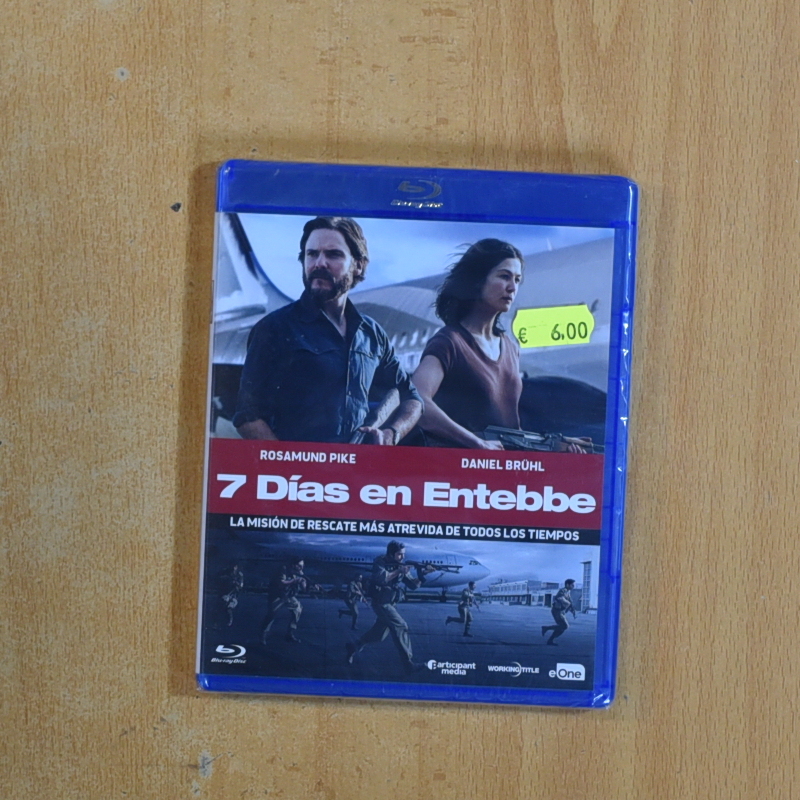 Blu-ray Disc
€ 6,00
ROSAMUND PIKE
DANIEL BRÜHL
7 Días en Entebbe
LA MISIÓN DE RESCATE MÁS ATREVIDA DE TODOS LOS TIEMPOS
Blu-ray Disc
participant media
WORKING TITLE
eOne